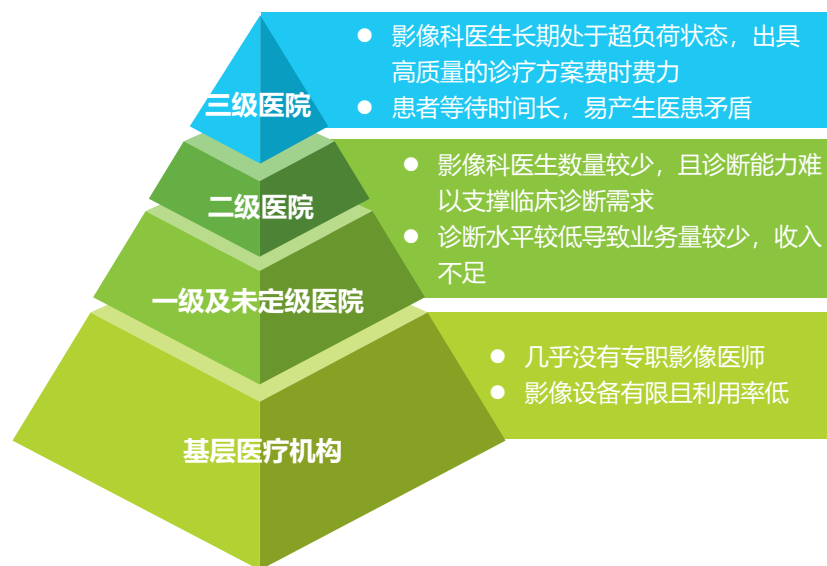 三级医院
● 影像科医生长期处于超负荷状态，出具
高质量的诊疗方案费时费力
● 患者等待时间长，易产生医患矛盾
二级医院
一级及未定级医院
● 影像科医生数量较少，且诊断能力难
以支撑临床诊断需求
● 诊断水平较低导致业务量较少，收入
不足
基层医疗机构
● 几乎没有专职影像医师
● 影像设备有限且利用率低